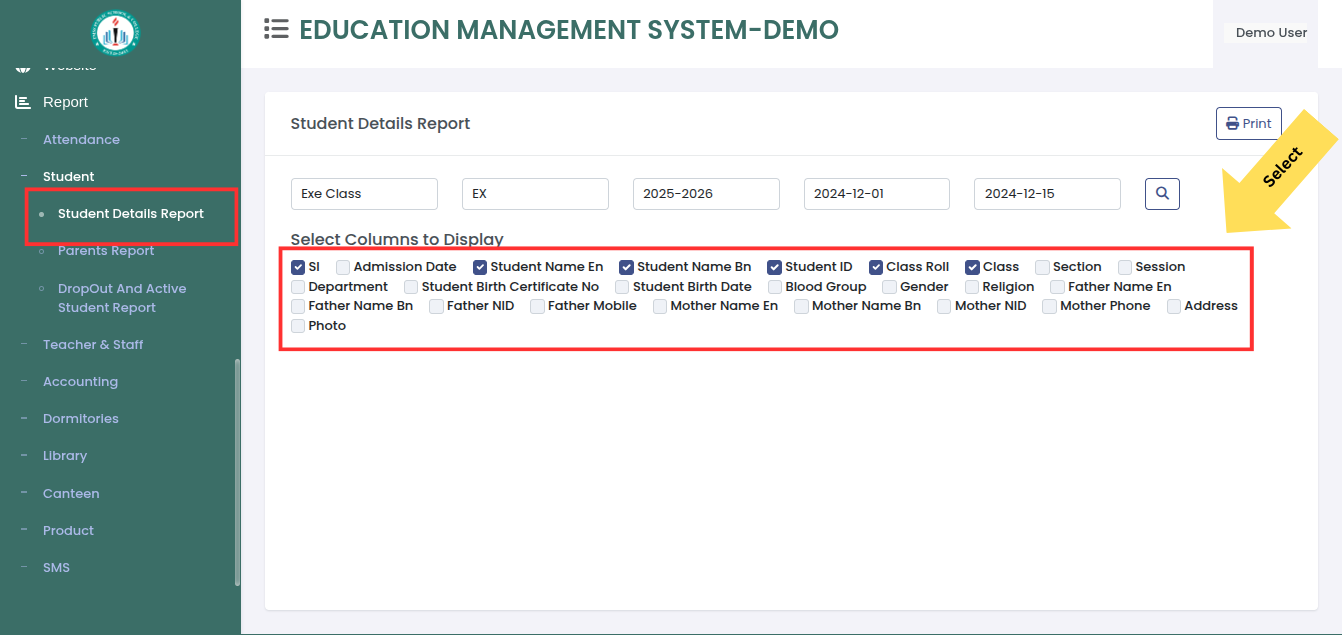 EDUCATION MANAGEMENT SYSTEM-DEMO
Demo User
Website
Report
Attendance
Student
Student Details Report
Parents Report
DropOut And Active
Student Report
Teacher & Staff
Accounting
Dormitories
Library
Canteen
Product
SMS
Student Details Report
Print
Select
Exe Class EX 2025-2026 2024-12-01 2024-12-15
Select Columns to Display
SI Admission Date Student Name En Student Name Bn Student ID Class Roll Class Section Session
Department Student Birth Certificate No Student Birth Date Blood Group Gender Religion Father Name En
Father Name Bn Father NID Father Mobile Mother Name En Mother Name Bn Mother NID Mother Phone Address
Photo